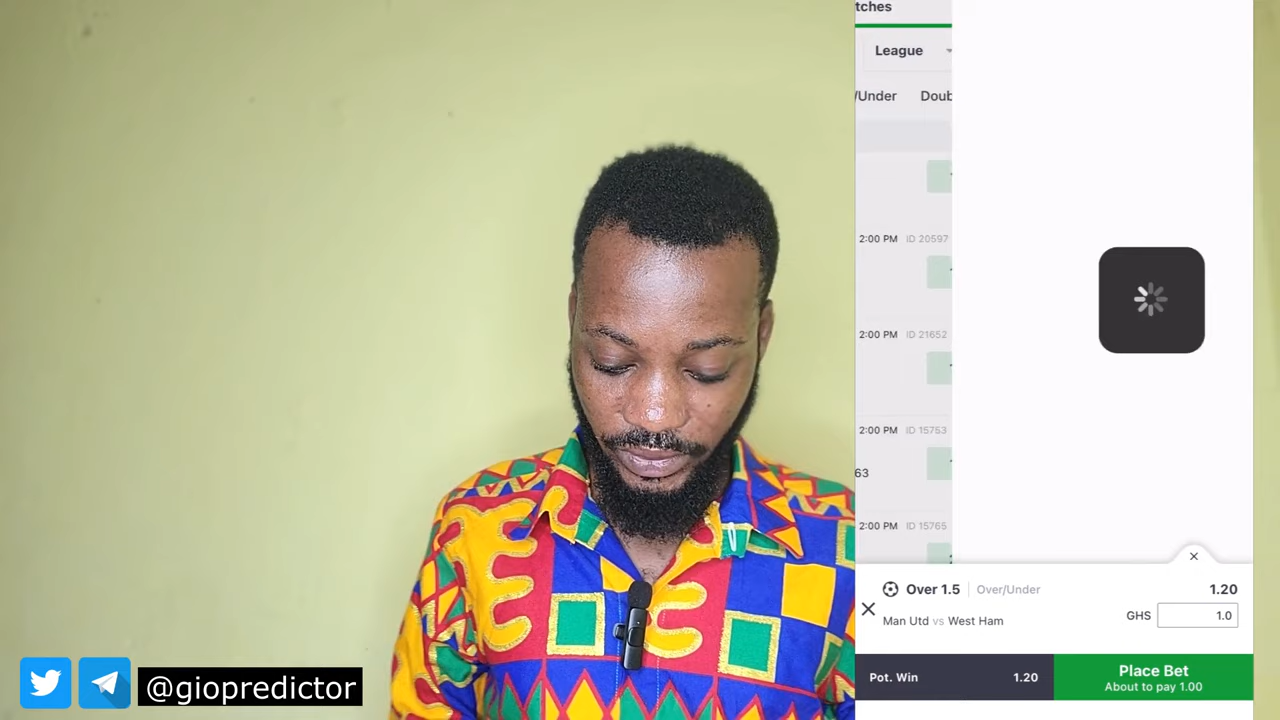 tches
League
/Under Doub
2:00 PM ID 20597
2:00 PM ID 21652
2:00 PM ID 15753
63
2:00 PM ID 15765
Over 1.5 Over/Under 1.20
Man Utd vs West Ham GHS 1.0
Pot. Win 1.20 Place Bet
About to pay 1.00
@giopredictor